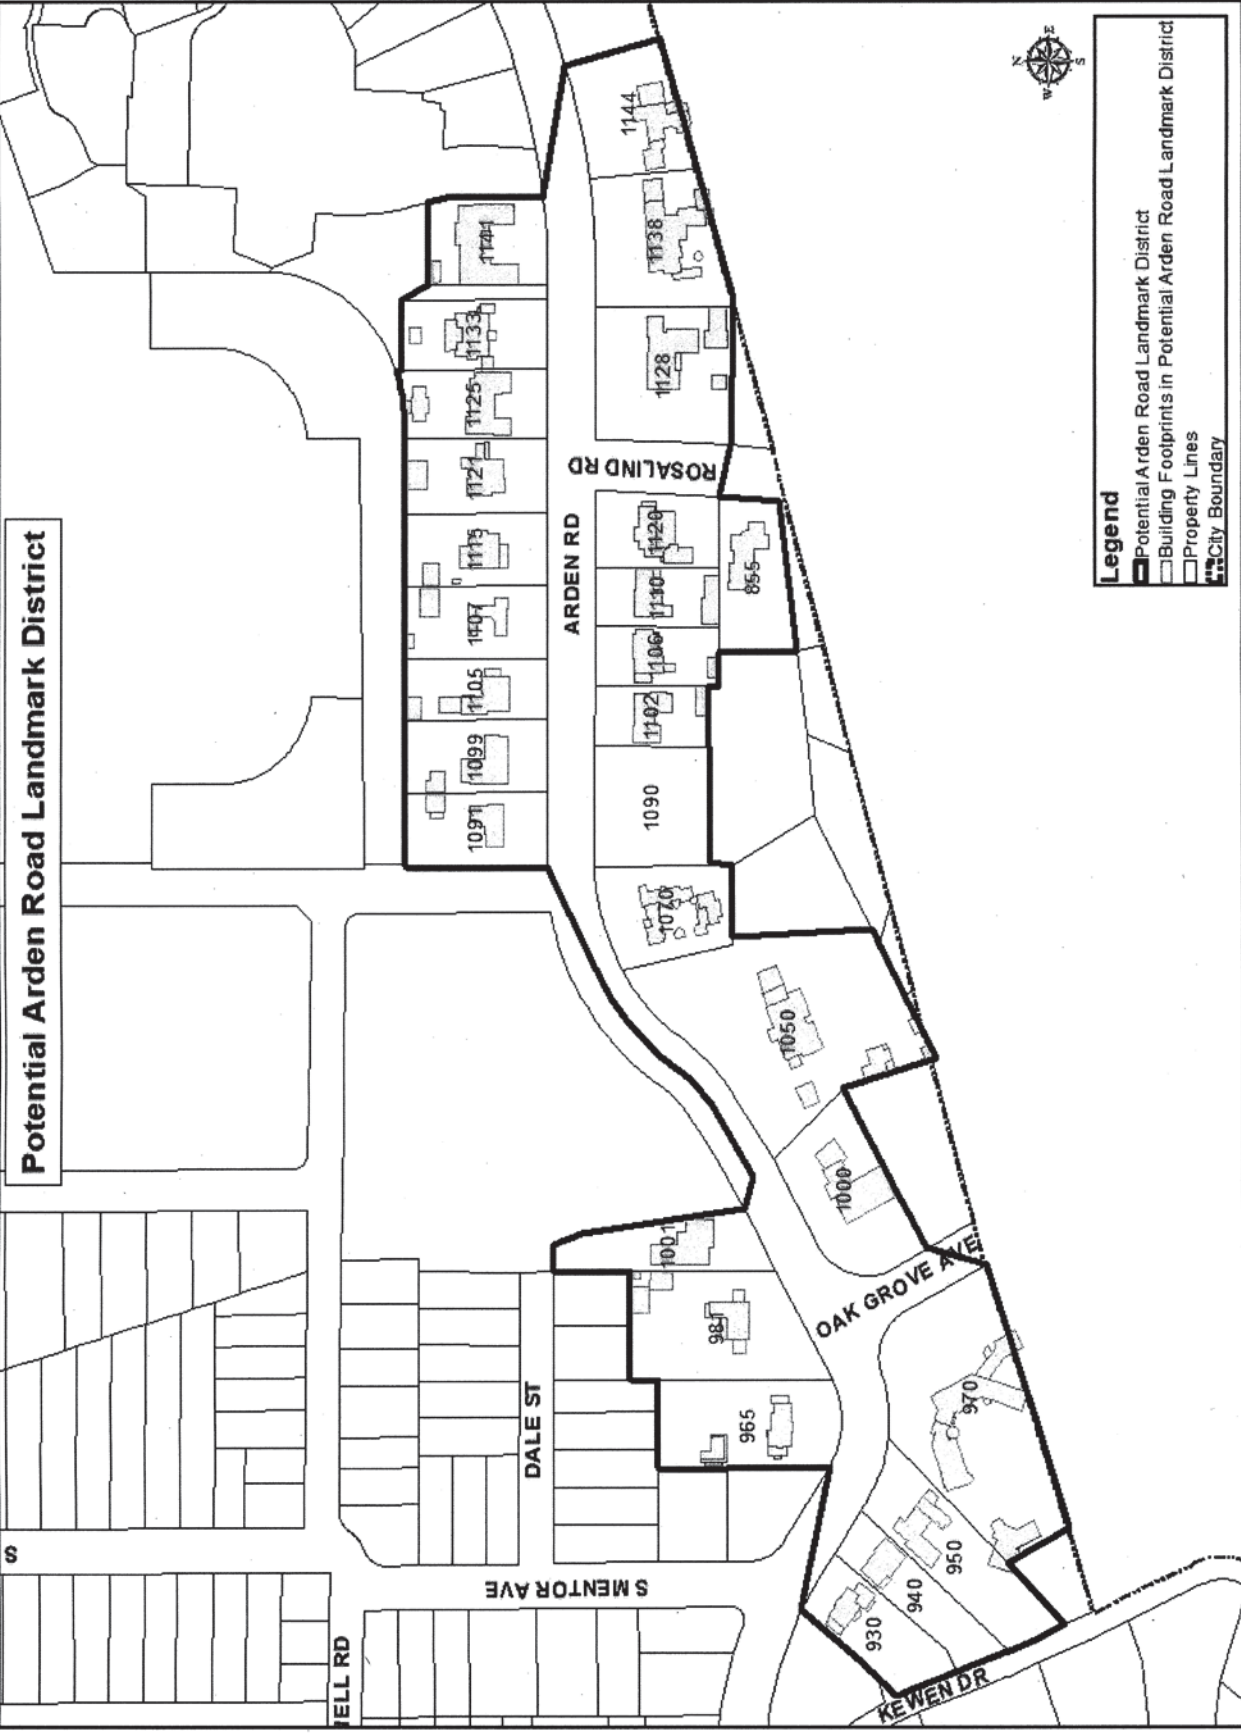 Potential Arden Road Landmark District
N
E
S
W
Legend
Potential Arden Road Landmark District
Building Footprints in Potential Arden Road Landmark District
Property Lines
City Boundary
1144
1138
1128
1141
1133
1125
1121
1115
1107
1105
1099
1091
ROSALIND RD
ARDEN RD
1120
1110
1106
1102
1090
855
1070
1050
1000
1001
981
965
970
950
940
930
OAK GROVE AVE
DALE ST
S MENTOR AVE
KEWEN DR
S